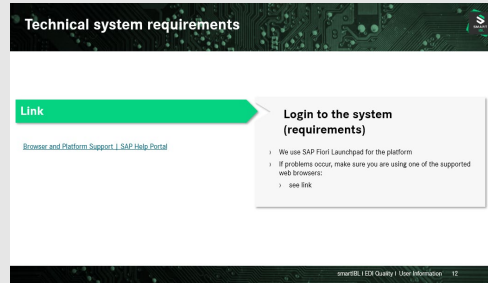 Technical system requirements
Link
Browser and Platform Support | SAP Help Portal
Login to the system
(requirements)
› We use SAP Fiori Launchpad for the platform
› If problems occur, make sure you are using one of the supported
web browsers:
› see link
smartIBL I EDI Quality I User Information 12